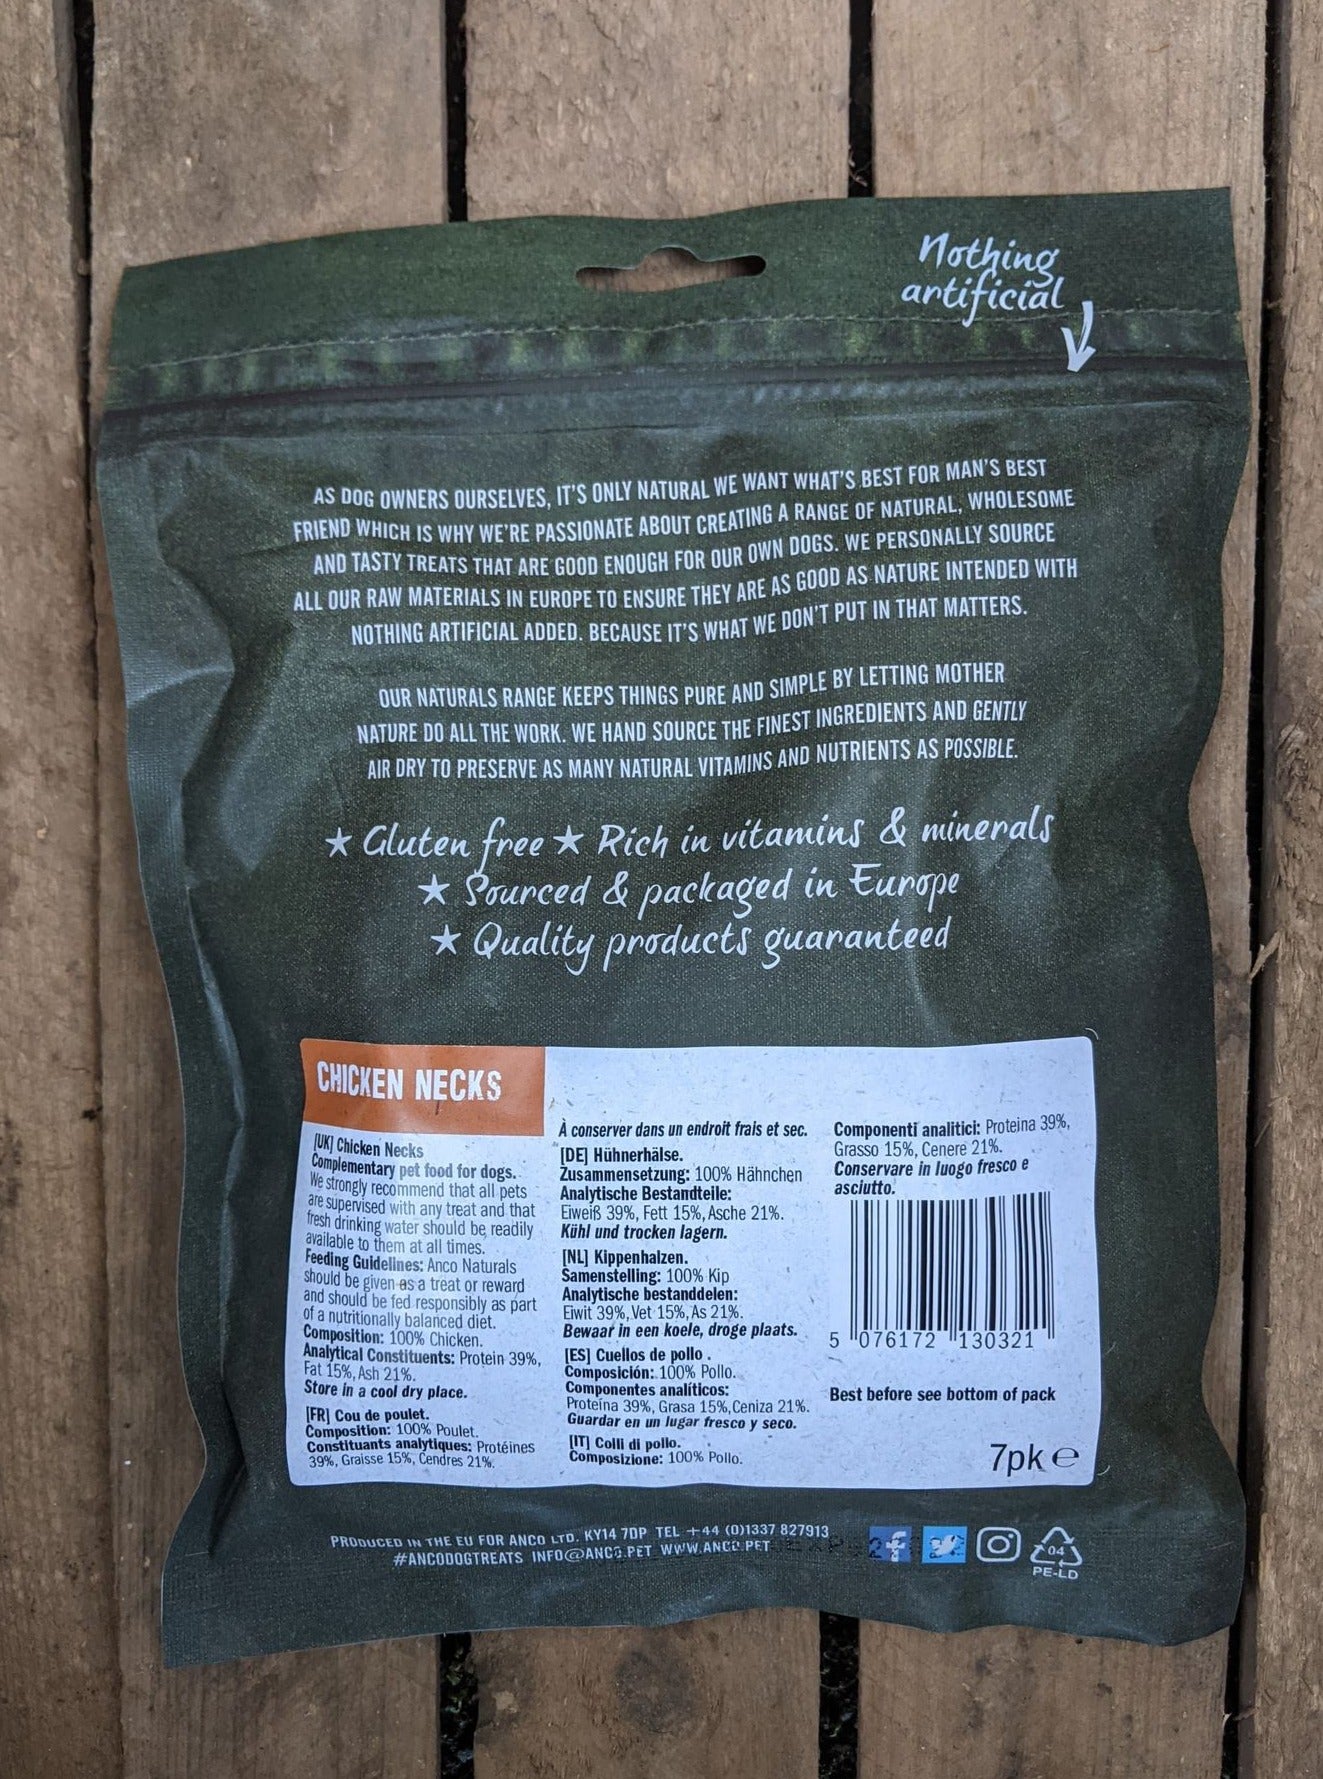 Nothing
artificial
AS DOG OWNERS OURSELVES, IT'S ONLY NATURAL WE WANT WHAT'S BEST FOR MAN'S BEST
FRIEND WHICH IS WHY WE'RE PASSIONATE ABOUT CREATING A RANGE OF NATURAL, WHOLESOME
AND TASTY TREATS THAT ARE GOOD ENOUGH FOR OUR OWN DOGS. WE PERSONALLY SOURCE
ALL OUR RAW MATERIALS IN EUROPE TO ENSURE THEY ARE AS GOOD AS NATURE INTENDED WITH
NOTHING ARTIFICIAL ADDED. BECAUSE IT'S WHAT WE DON'T PUT IN THAT MATTERS.
OUR NATURALS RANGE KEEPS THINGS PURE AND SIMPLE BY LETTING MOTHER
NATURE DO ALL THE WORK. WE HAND SOURCE THE FINEST INGREDIENTS AND GENTLY
AIR DRY TO PRESERVE AS MANY NATURAL VITAMINS AND NUTRIENTS AS POSSIBLE.
★ Gluten free ★ Rich in vitamins & minerals
★ Sourced & packaged in Europe
★ Quality products guaranteed
CHICKEN NECKS
[UK] Chicken Necks
Complementary pet food for dogs.
We strongly recommend that all pets
are supervised with any treat and that
fresh drinking water should be readily
available to them at all times.
Feeding Guidelines: Anco Naturals
should be given as a treat or reward
and should be fed responsibly as part
of a nutritionally balanced diet.
Composition: 100% Chicken.
Analytical Constituents: Protein 39%,
Fat 15%, Ash 21%.
Store in a cool dry place.
[FR] Cou de poulet.
Composition: 100% Poulet.
Constituants analytiques: Protéines
39%, Graisse 15%, Cendres 21%.
À conserver dans un endroit frais et sec.
[DE] Hühnerhälse.
Zusammensetzung: 100% Hähnchen
Analytische Bestandteile:
Eiweiß 39%, Fett 15%, Asche 21%.
Kühl und trocken lagern.
[NL] Kippenhalzen.
Samenstelling: 100% Kip
Analytische bestanddelen:
Eiwit 39%, Vet 15%, As 21%.
Bewaar in een koele, droge plaats.
[ES] Cuellos de pollo .
Composición: 100% Pollo.
Componentes analíticos:
Proteína 39%, Grasa 15%, Ceniza 21%.
Guardar en un lugar fresco y seco.
[IT] Colli di pollo.
Composizione: 100% Pollo.
Componenti analitici: Proteina 39%,
Grasso 15%, Cenere 21%.
Conservare in luogo fresco e
asciutto.
5 076172 130321
Best before see bottom of pack
7pk ℮
PRODUCED IN THE EU FOR ANCO LTD. KY14 7DP TEL +44 (0)1337 827913
#ANCODOGTREATS INFO@ANCO.PET WWW.ANCO.PET
04
PE-LD